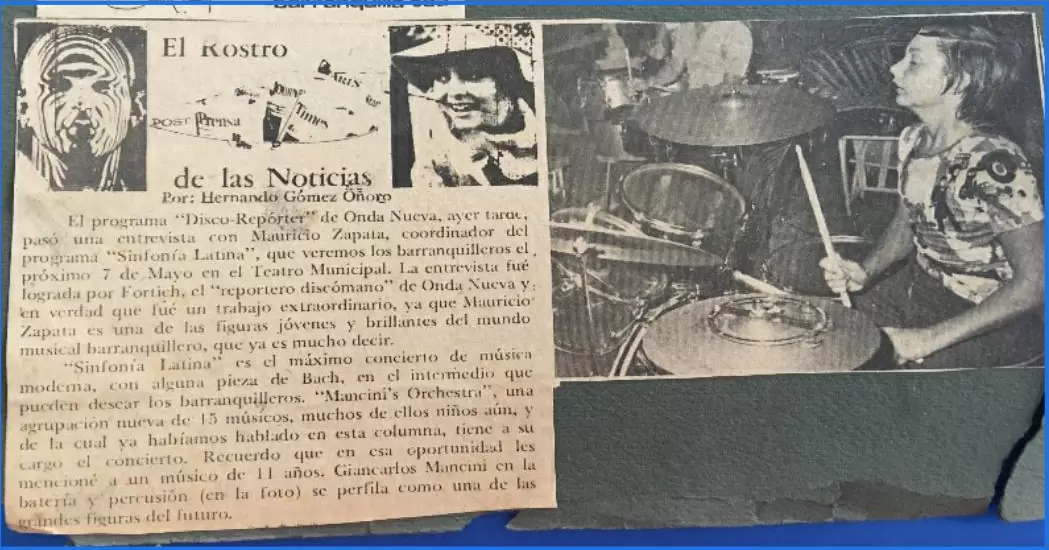 El Rostro
PARIS
JOURNAL
POST Prensa
Times
de las Noticias
Por: Hernando Gómez Oñoro
El programa "Disco-Repórter" de Onda Nueva, ayer tarde,
pasó una entrevista con Mauricio Zapata, coordinador del
programa "Sinfonía Latina", que veremos los barranquilleros el
próximo 7 de Mayo en el Teatro Municipal. La entrevista fué
lograda por Fortich, el "reportero discómano" de Onda Nueva y
en verdad que fué un trabajo extraordinario, ya que Mauricio
Zapata es una de las figuras jóvenes y brillantes del mundo
musical barranquillero, que ya es mucho decir.
"Sinfonía Latina" es el máximo concierto de música
moderna, con alguna pieza de Bach, en el intermedio que
pueden desear los barranquilleros. "Mancini's Orchestra", una
agrupación nueva de 15 músicos, muchos de ellos niños aún, y
de la cual ya habíamos hablado en esta columna, tiene a su
cargo el concierto. Recuerdo que en esa oportunidad les
mencioné a un músico de 11 años. Giancarlos Mancini en la
batería y percusión (en la foto) se perfila como una de las
grandes figuras del futuro.